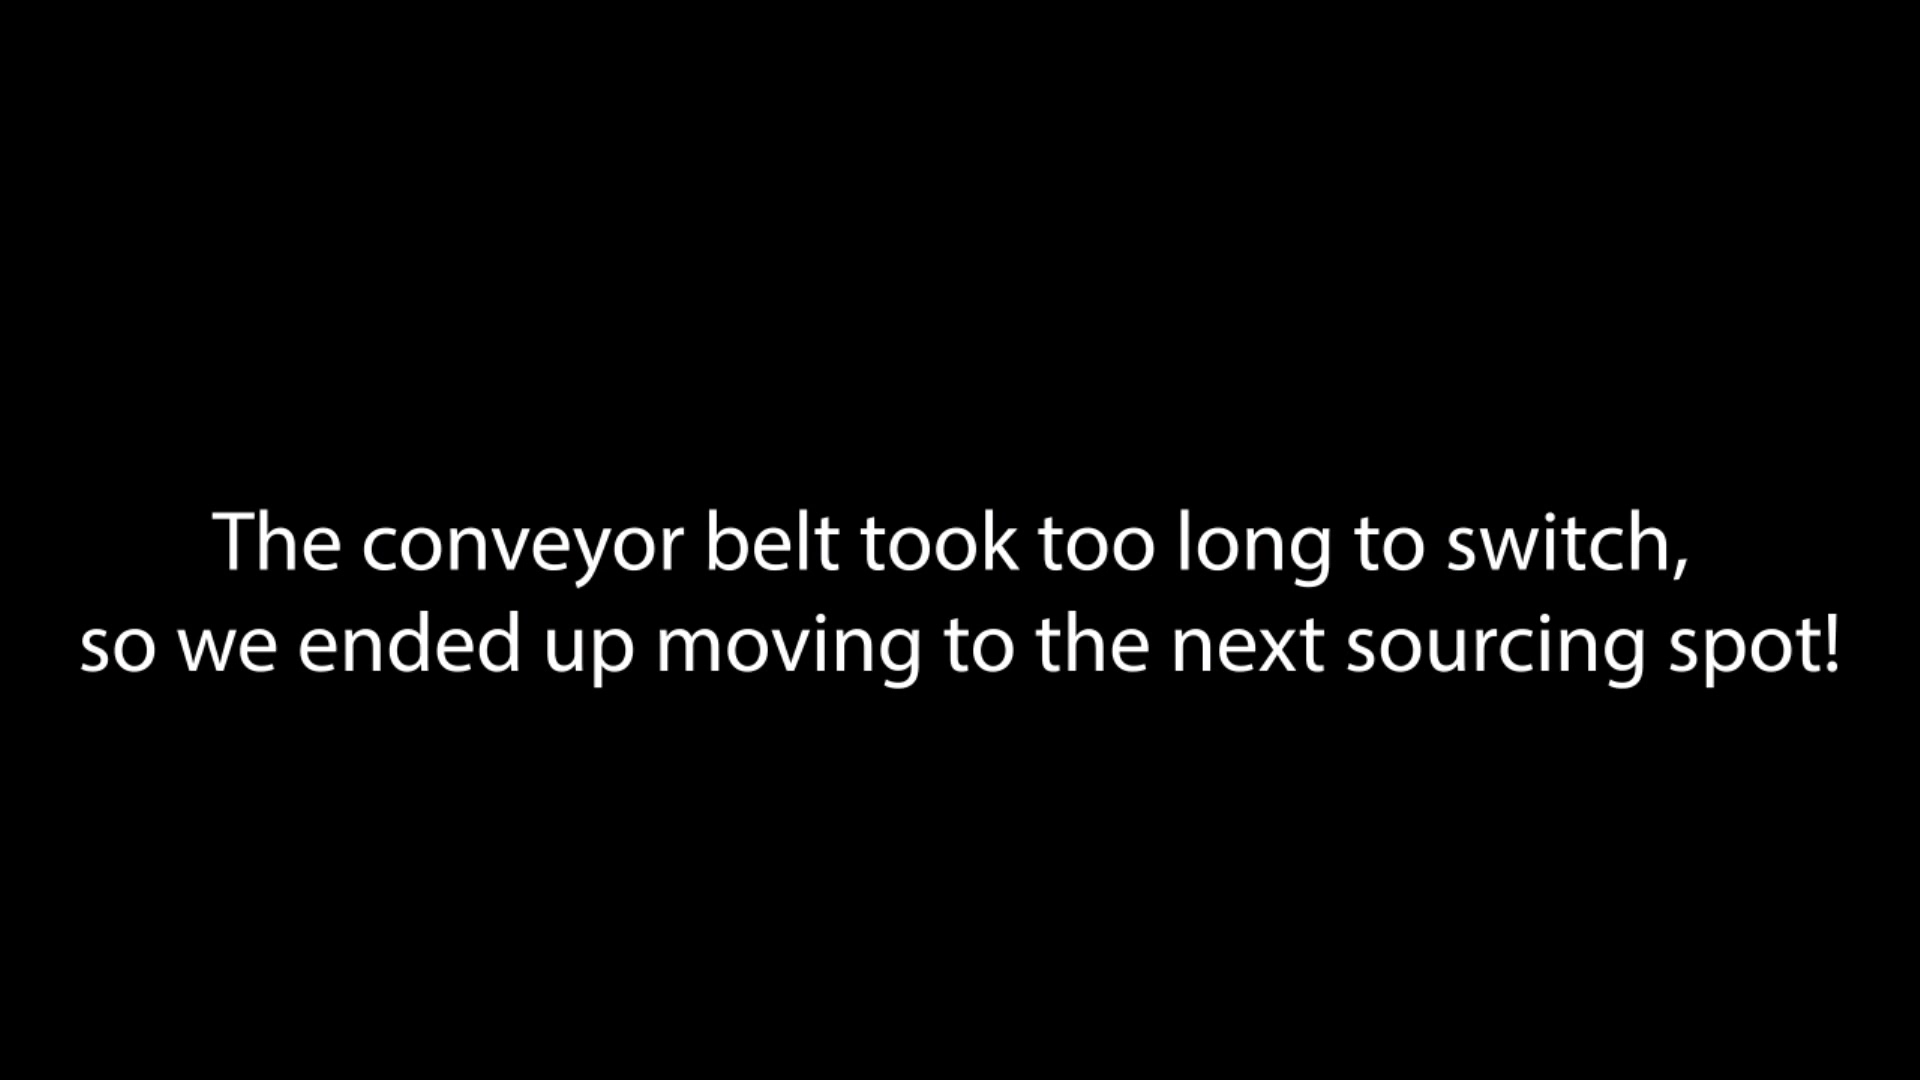 The conveyor belt took too long to switch,
so we ended up moving to the next sourcing spot!